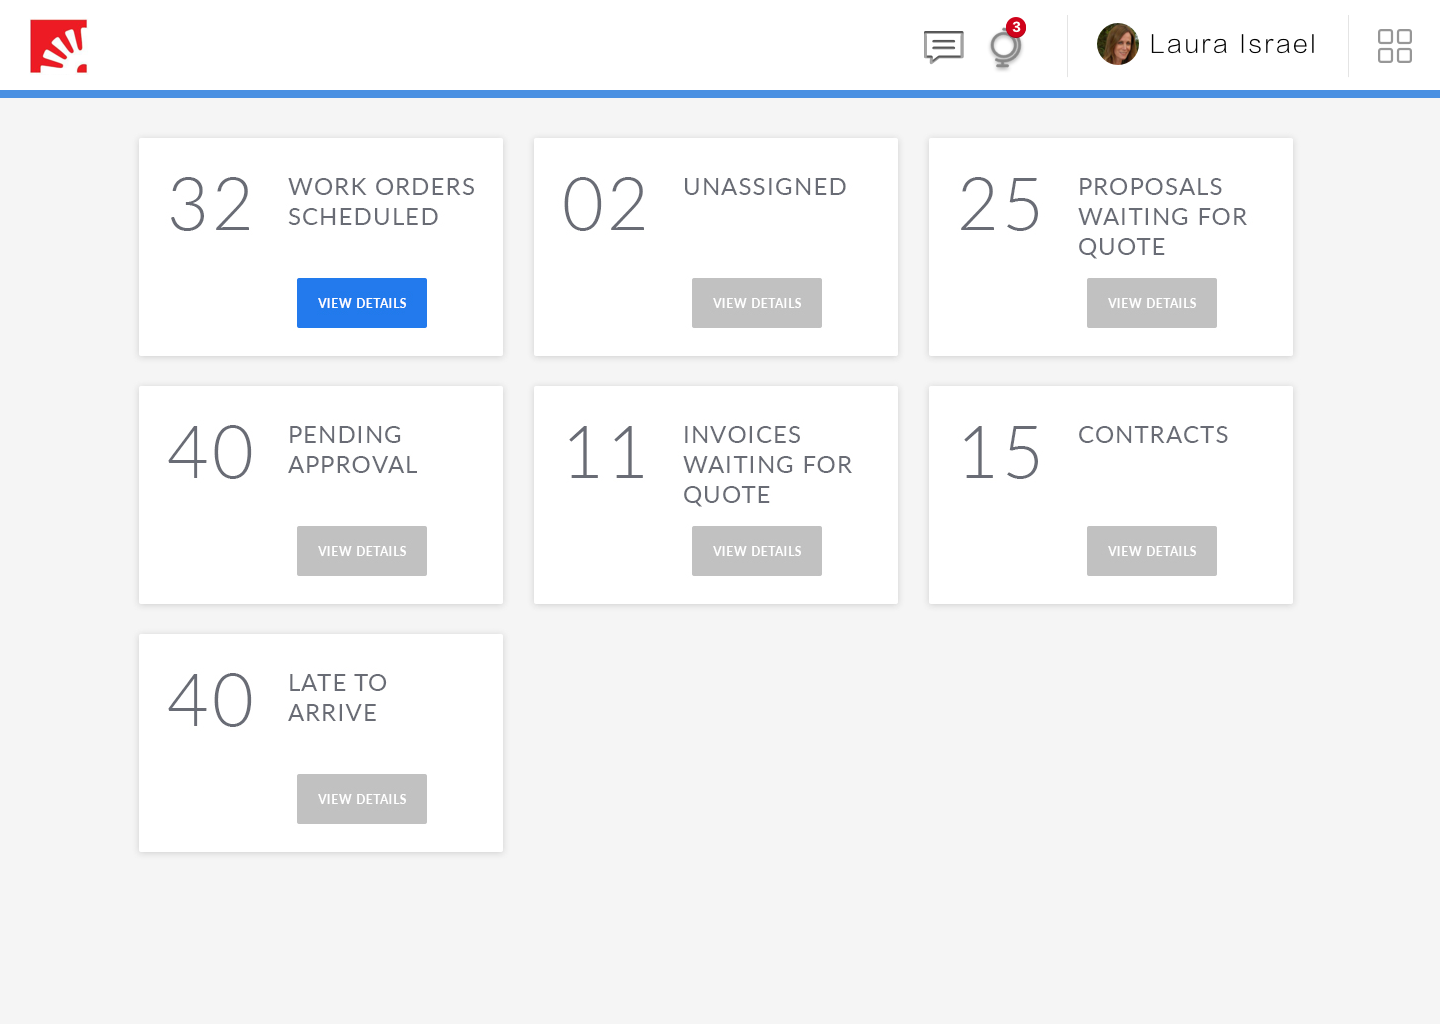 3
Laura Israel
32
WORK ORDERS
SCHEDULED
VIEW DETAILS
02
UNASSIGNED
VIEW DETAILS
25
PROPOSALS
WAITING FOR
QUOTE
VIEW DETAILS
40
PENDING
APPROVAL
VIEW DETAILS
11
INVOICES
WAITING FOR
QUOTE
VIEW DETAILS
15
CONTRACTS
VIEW DETAILS
40
LATE TO
ARRIVE
VIEW DETAILS